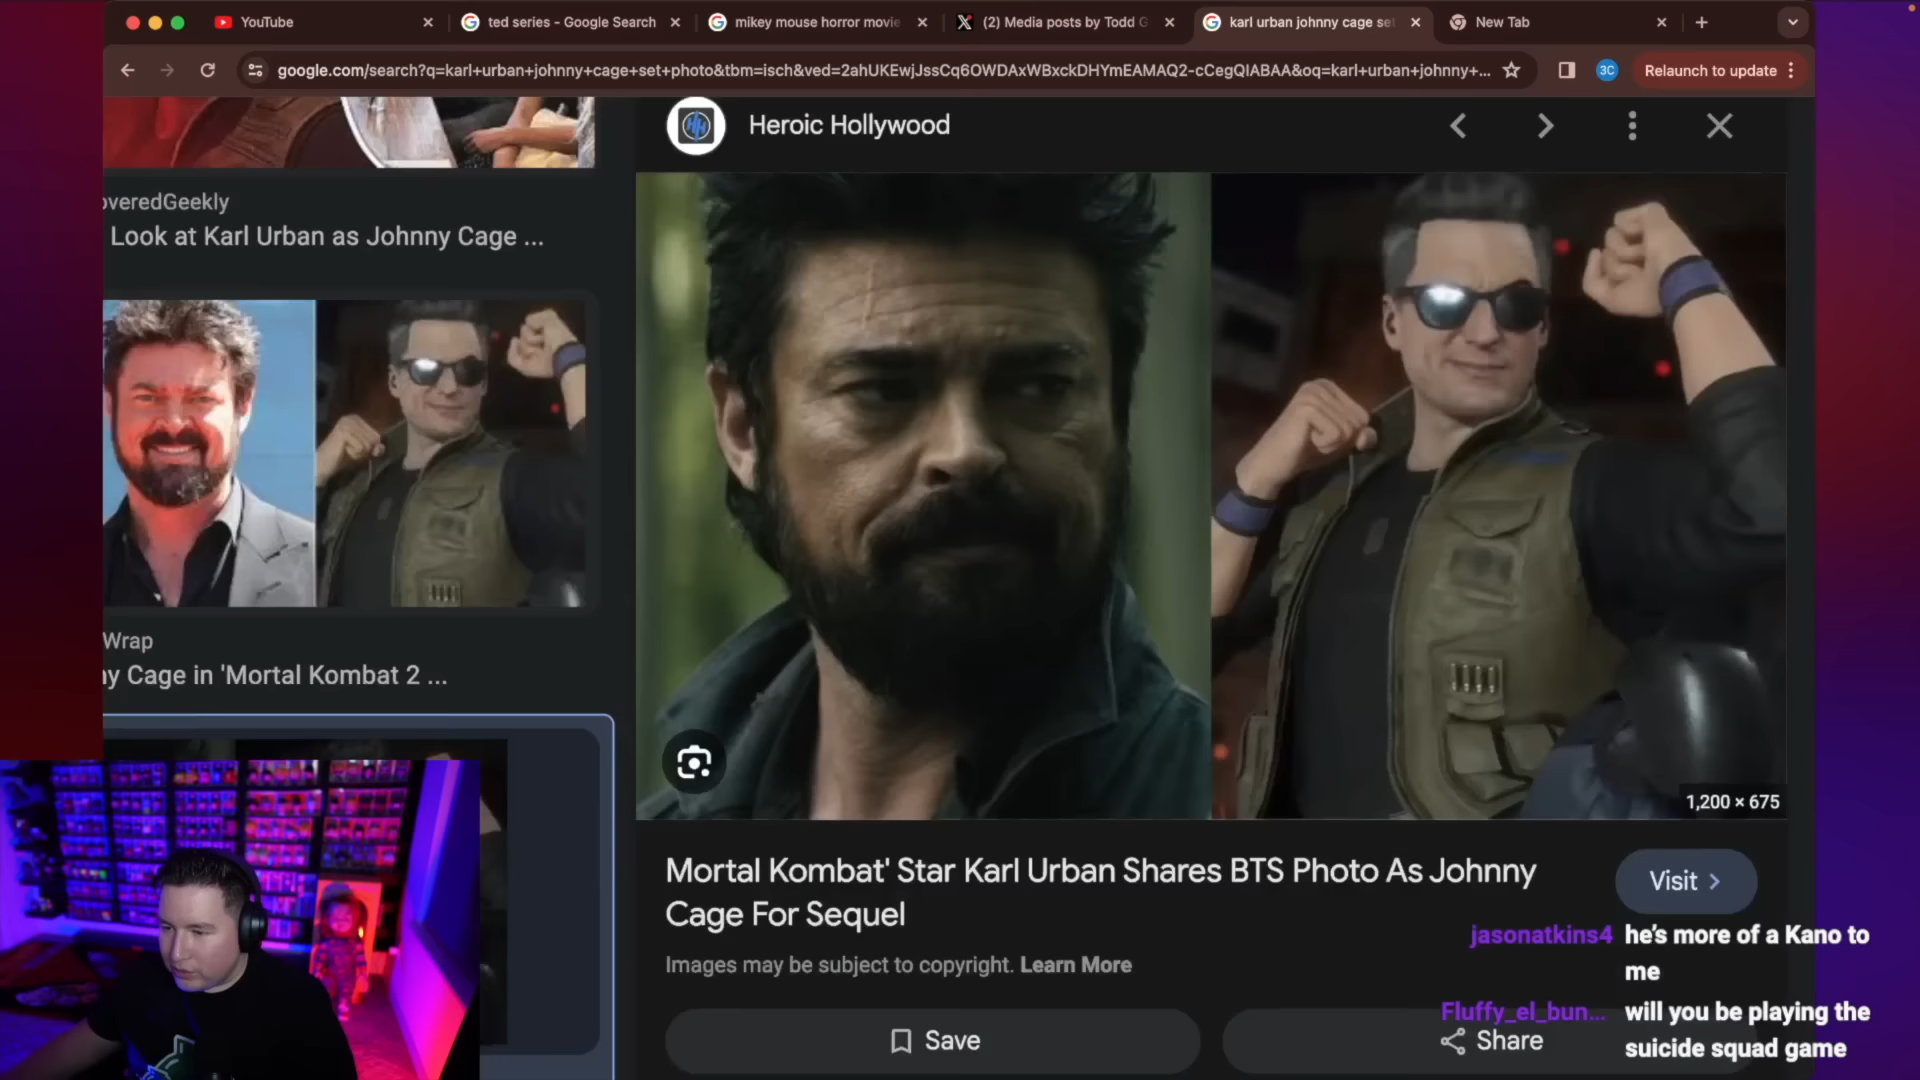 YouTube
ted series - Google Search
mikey mouse horror movie
(2) Media posts by Todd G
karl urban johnny cage set
New Tab
google.com/search?q=karl+urban+johnny+cage+set+photo&tbm=isch&ved=2ahUKEwjJssCq6OWDAxWBxckDHYmEAMAQ2-cCegQIABAA&oq=karl+urban+johnny+...
3C
Relaunch to update
HH
Heroic Hollywood
overedGeekly
Look at Karl Urban as Johnny Cage ...
Wrap
ny Cage in 'Mortal Kombat 2 ...
1,200 × 675
Mortal Kombat' Star Karl Urban Shares BTS Photo As Johnny
Cage For Sequel
Visit
Images may be subject to copyright. Learn More
Save
Share
jasonatkins4 he's more of a Kano to
me
Fluffy_el_bun... will you be playing the
suicide squad game